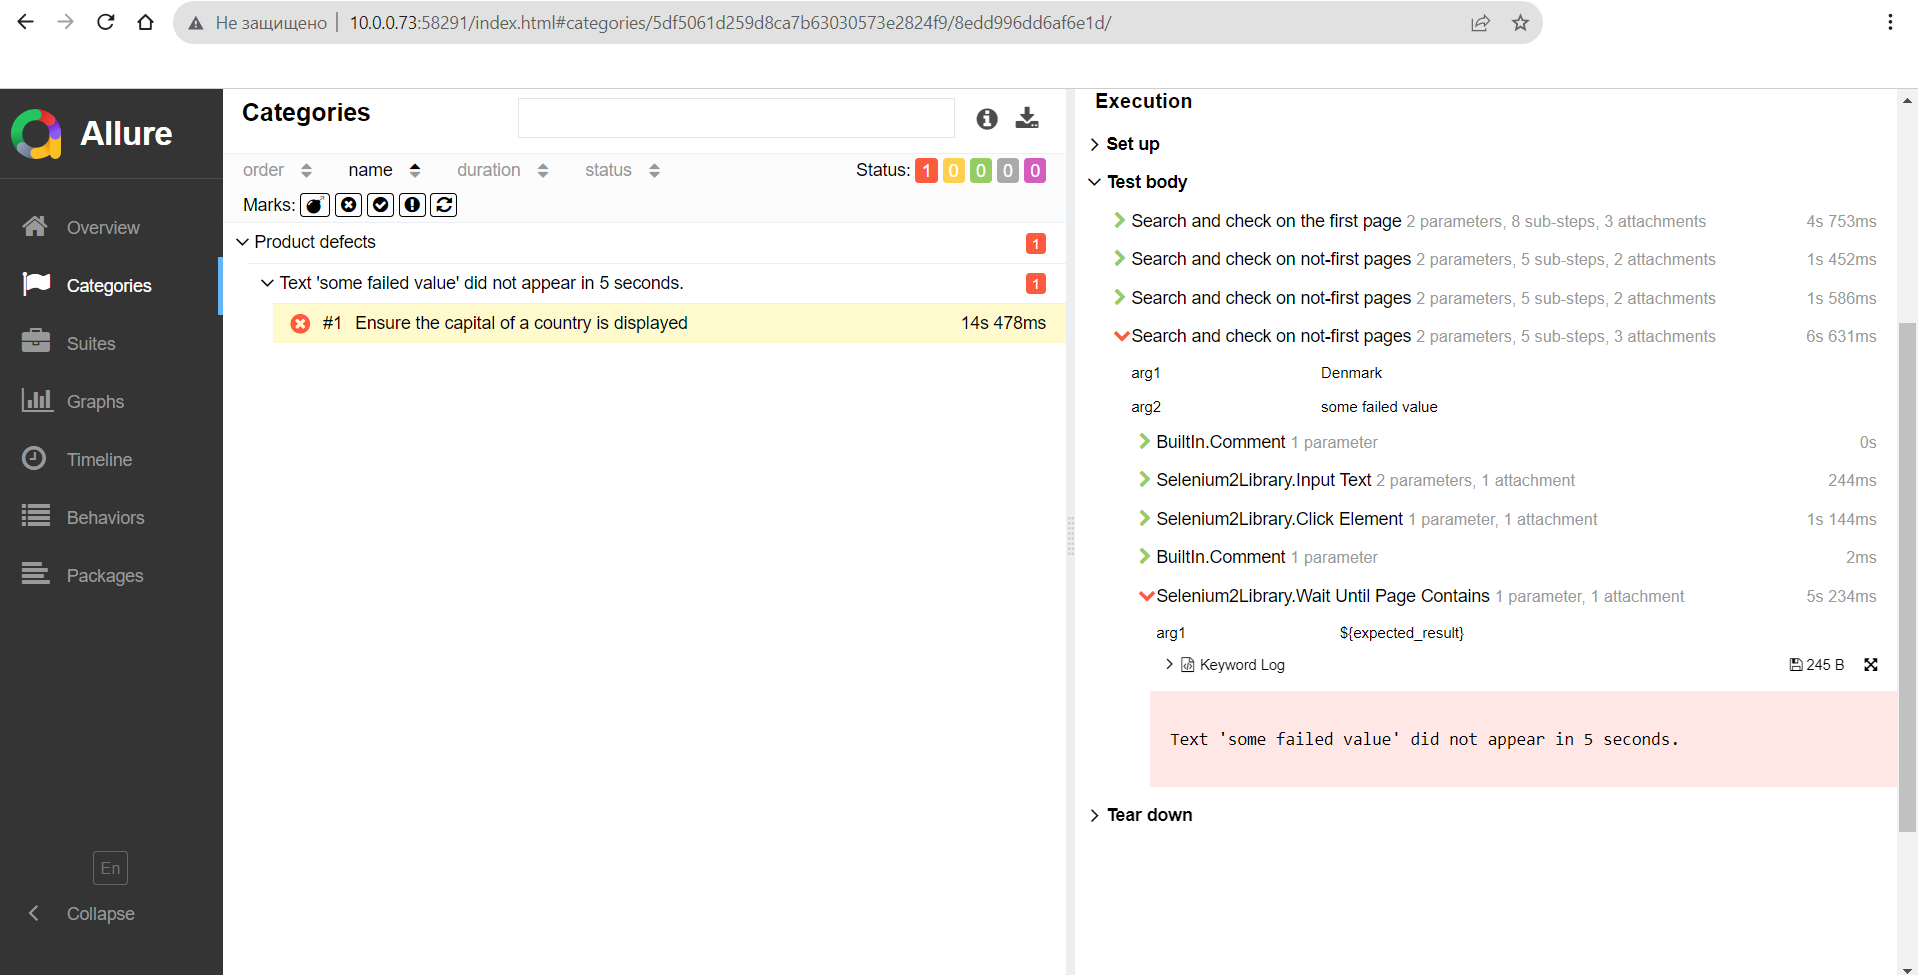 Не защищено 10.0.0.73:58291/index.html#categories/5df5061d259d8ca7b63030573e2824f9/8edd996dd6af6e1d/
Allure
Overview
Categories
Suites
Graphs
Timeline
Behaviors
Packages
En
Collapse
Categories
order name duration status Status: 1 0 0 0 0
Marks:
Product defects 1
Text 'some failed value' did not appear in 5 seconds. 1
#1 Ensure the capital of a country is displayed 14s 478ms
Execution
Set up
Test body
Search and check on the first page 2 parameters, 8 sub-steps, 3 attachments 4s 753ms
Search and check on not-first pages 2 parameters, 5 sub-steps, 2 attachments 1s 452ms
Search and check on not-first pages 2 parameters, 5 sub-steps, 2 attachments 1s 586ms
Search and check on not-first pages 2 parameters, 5 sub-steps, 3 attachments 6s 631ms
arg1 Denmark
arg2 some failed value
BuiltIn.Comment 1 parameter 0s
Selenium2Library.Input Text 2 parameters, 1 attachment 244ms
Selenium2Library.Click Element 1 parameter, 1 attachment 1s 144ms
BuiltIn.Comment 1 parameter 2ms
Selenium2Library.Wait Until Page Contains 1 parameter, 1 attachment 5s 234ms
arg1 ${expected_result}
Keyword Log 245 B
Text 'some failed value' did not appear in 5 seconds.
Tear down